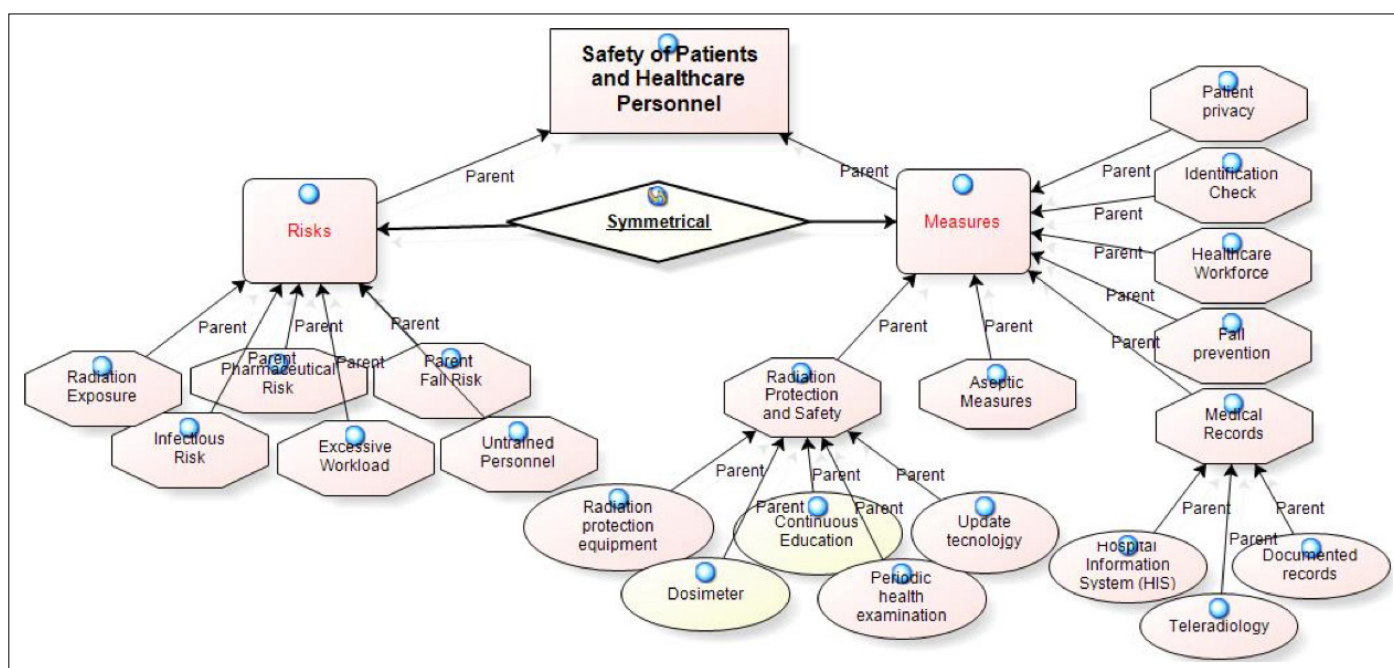 Safety of Patients
and Healthcare
Personnel
Patient
privacy
Parent
Parent
Parent
Identification
Check
Risks
Symmetrical
Measures
Parent
Healthcare
Workforce
Parent
Parent
Parent
Parent
Fall
prevention
Parent
Parent
Parent
Parent
Parent
Parent
Parent
Radiation
Exposure
Pharmaceutical
Risk
Fall Risk
Radiation
Protection
and Safety
Aseptic
Measures
Medical
Records
Infectious
Risk
Excessive
Workload
Untrained
Personnel
Parent
Parent
Parent
Parent
Parent
Parent
Parent
Parent
Radiation
protection
equipment
Continuous
Education
Update
tecnolojgy
Hospital
Information
System (HIS)
Documented
records
Dosimeter
Periodic
health
examination
Teleradiology